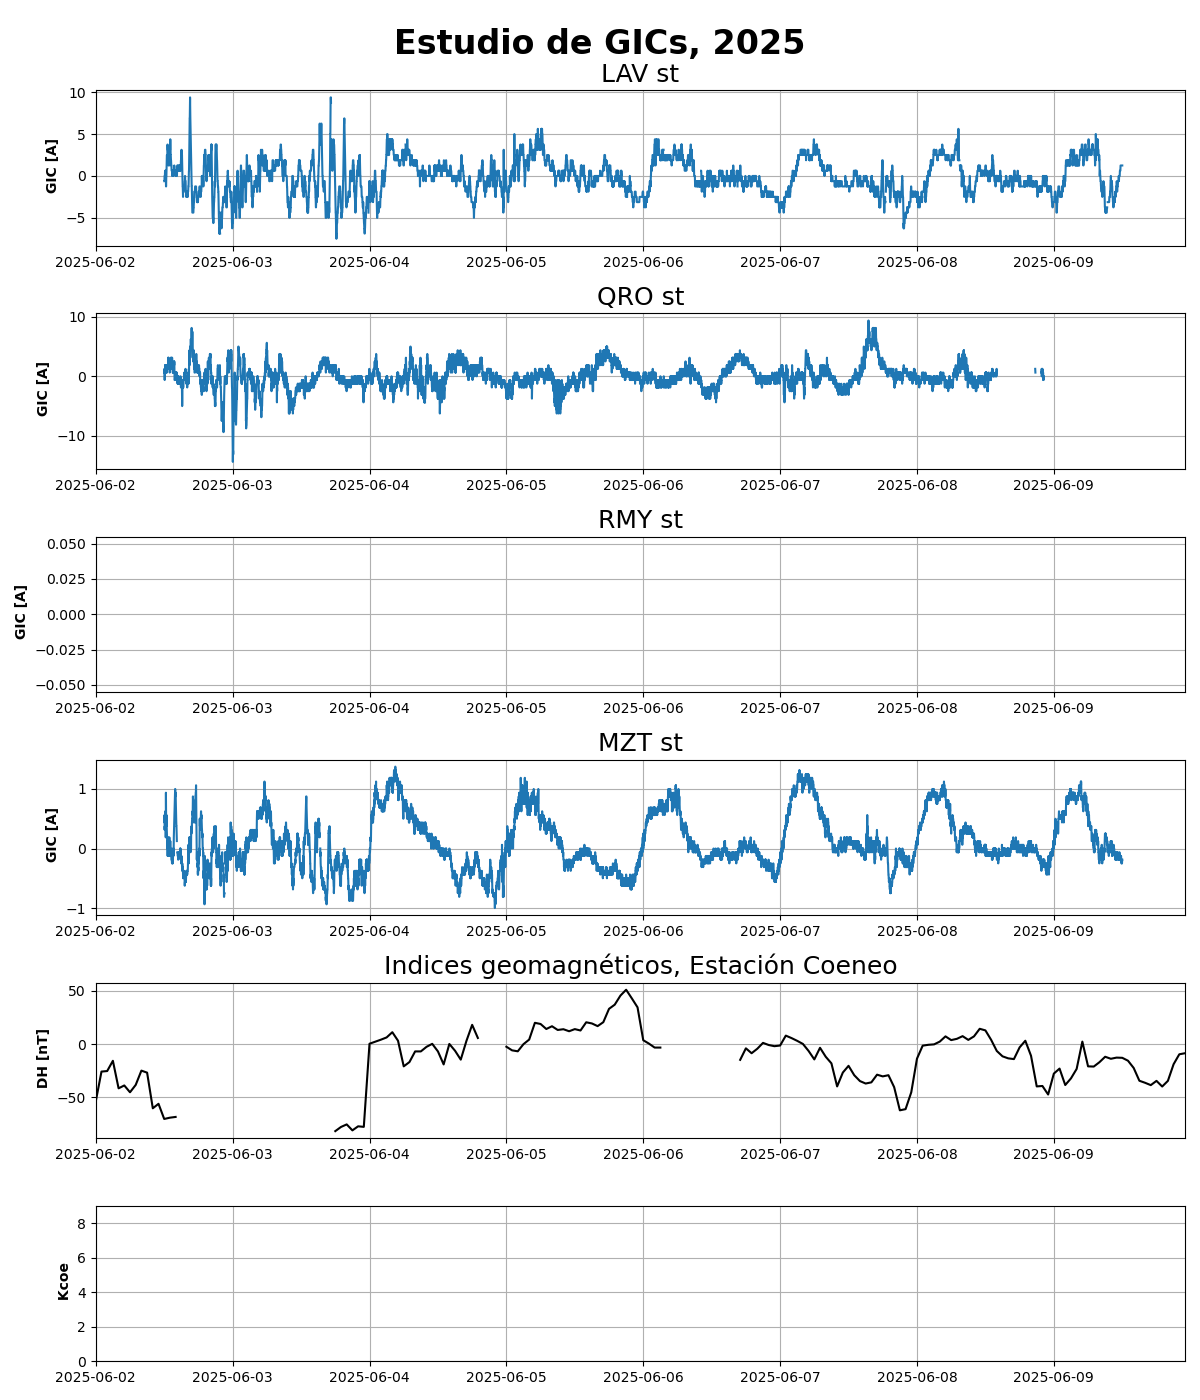 Estudio de GICs, 2025
LAV st
GIC [A]
10
5
0
−5
2025-06-02 2025-06-03 2025-06-04 2025-06-05 2025-06-06 2025-06-07 2025-06-08 2025-06-09
QRO st
GIC [A]
10
0
−10
2025-06-02 2025-06-03 2025-06-04 2025-06-05 2025-06-06 2025-06-07 2025-06-08 2025-06-09
RMY st
GIC [A]
0.050
0.025
0.000
−0.025
−0.050
2025-06-02 2025-06-03 2025-06-04 2025-06-05 2025-06-06 2025-06-07 2025-06-08 2025-06-09
MZT st
GIC [A]
1
0
−1
2025-06-02 2025-06-03 2025-06-04 2025-06-05 2025-06-06 2025-06-07 2025-06-08 2025-06-09
Indices geomagnéticos, Estación Coeneo
DH [nT]
50
0
−50
2025-06-02 2025-06-03 2025-06-04 2025-06-05 2025-06-06 2025-06-07 2025-06-08 2025-06-09
Kcoe
8
6
4
2
0
2025-06-02 2025-06-03 2025-06-04 2025-06-05 2025-06-06 2025-06-07 2025-06-08 2025-06-09